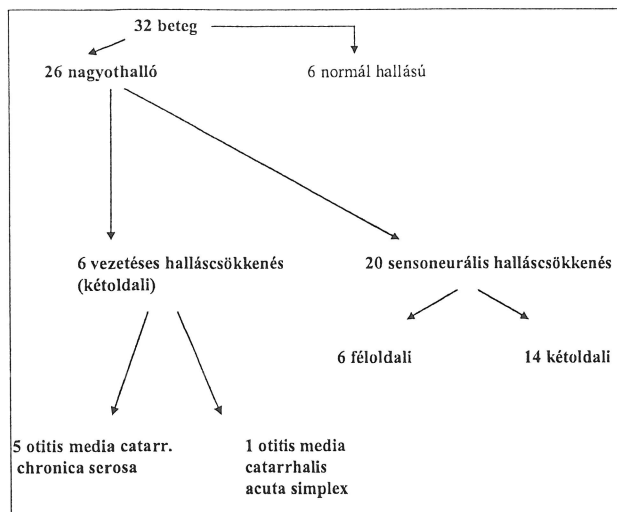 32 beteg
26 nagyothalló
6 normál hallású
6 vezetéses halláscsökkenés
(kétoldali)
20 sensoneurális halláscsökkenés
6 féloldali
14 kétoldali
5 otitis media catarr.
chronica serosa
1 otitis media
catarrhalis
acuta simplex